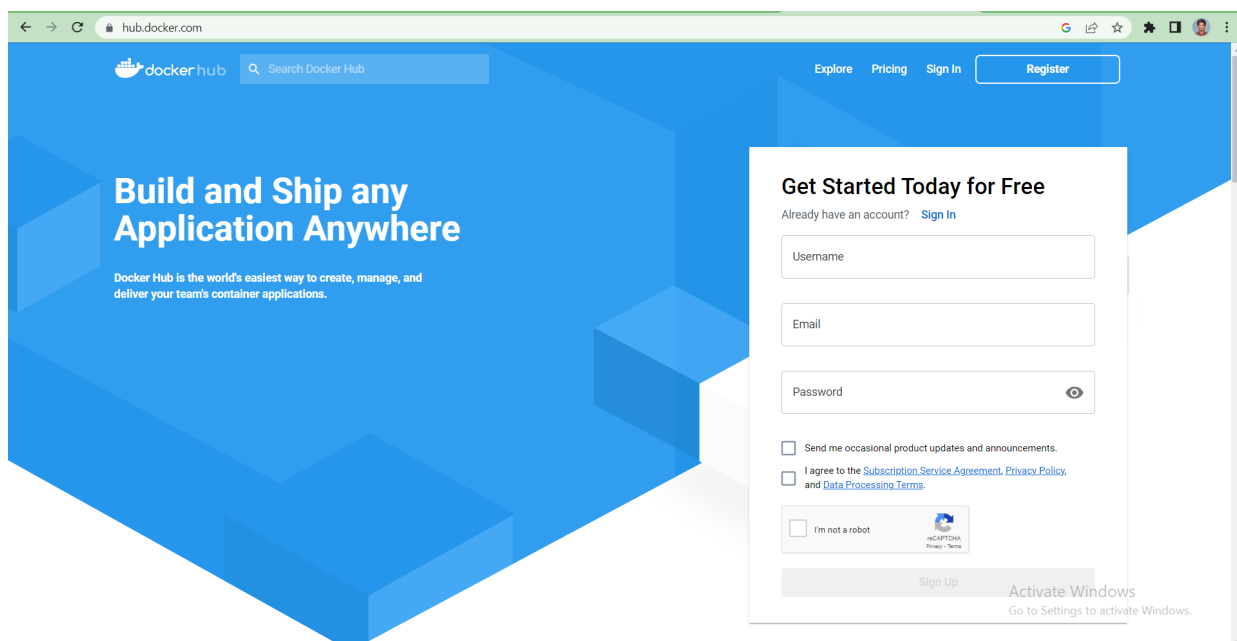 hub.docker.com
docker hub
Search Docker Hub
Explore Pricing Sign In Register
Build and Ship any
Application Anywhere
Docker Hub is the world's easiest way to create, manage, and
deliver your team's container applications.
Get Started Today for Free
Already have an account? Sign In
Username
Email
Password
Send me occasional product updates and announcements.
I agree to the Subscription Service Agreement, Privacy Policy,
and Data Processing Terms.
I'm not a robot
reCAPTCHA
Privacy - Terms
Sign Up
Activate Windows
Go to Settings to activate Windows.